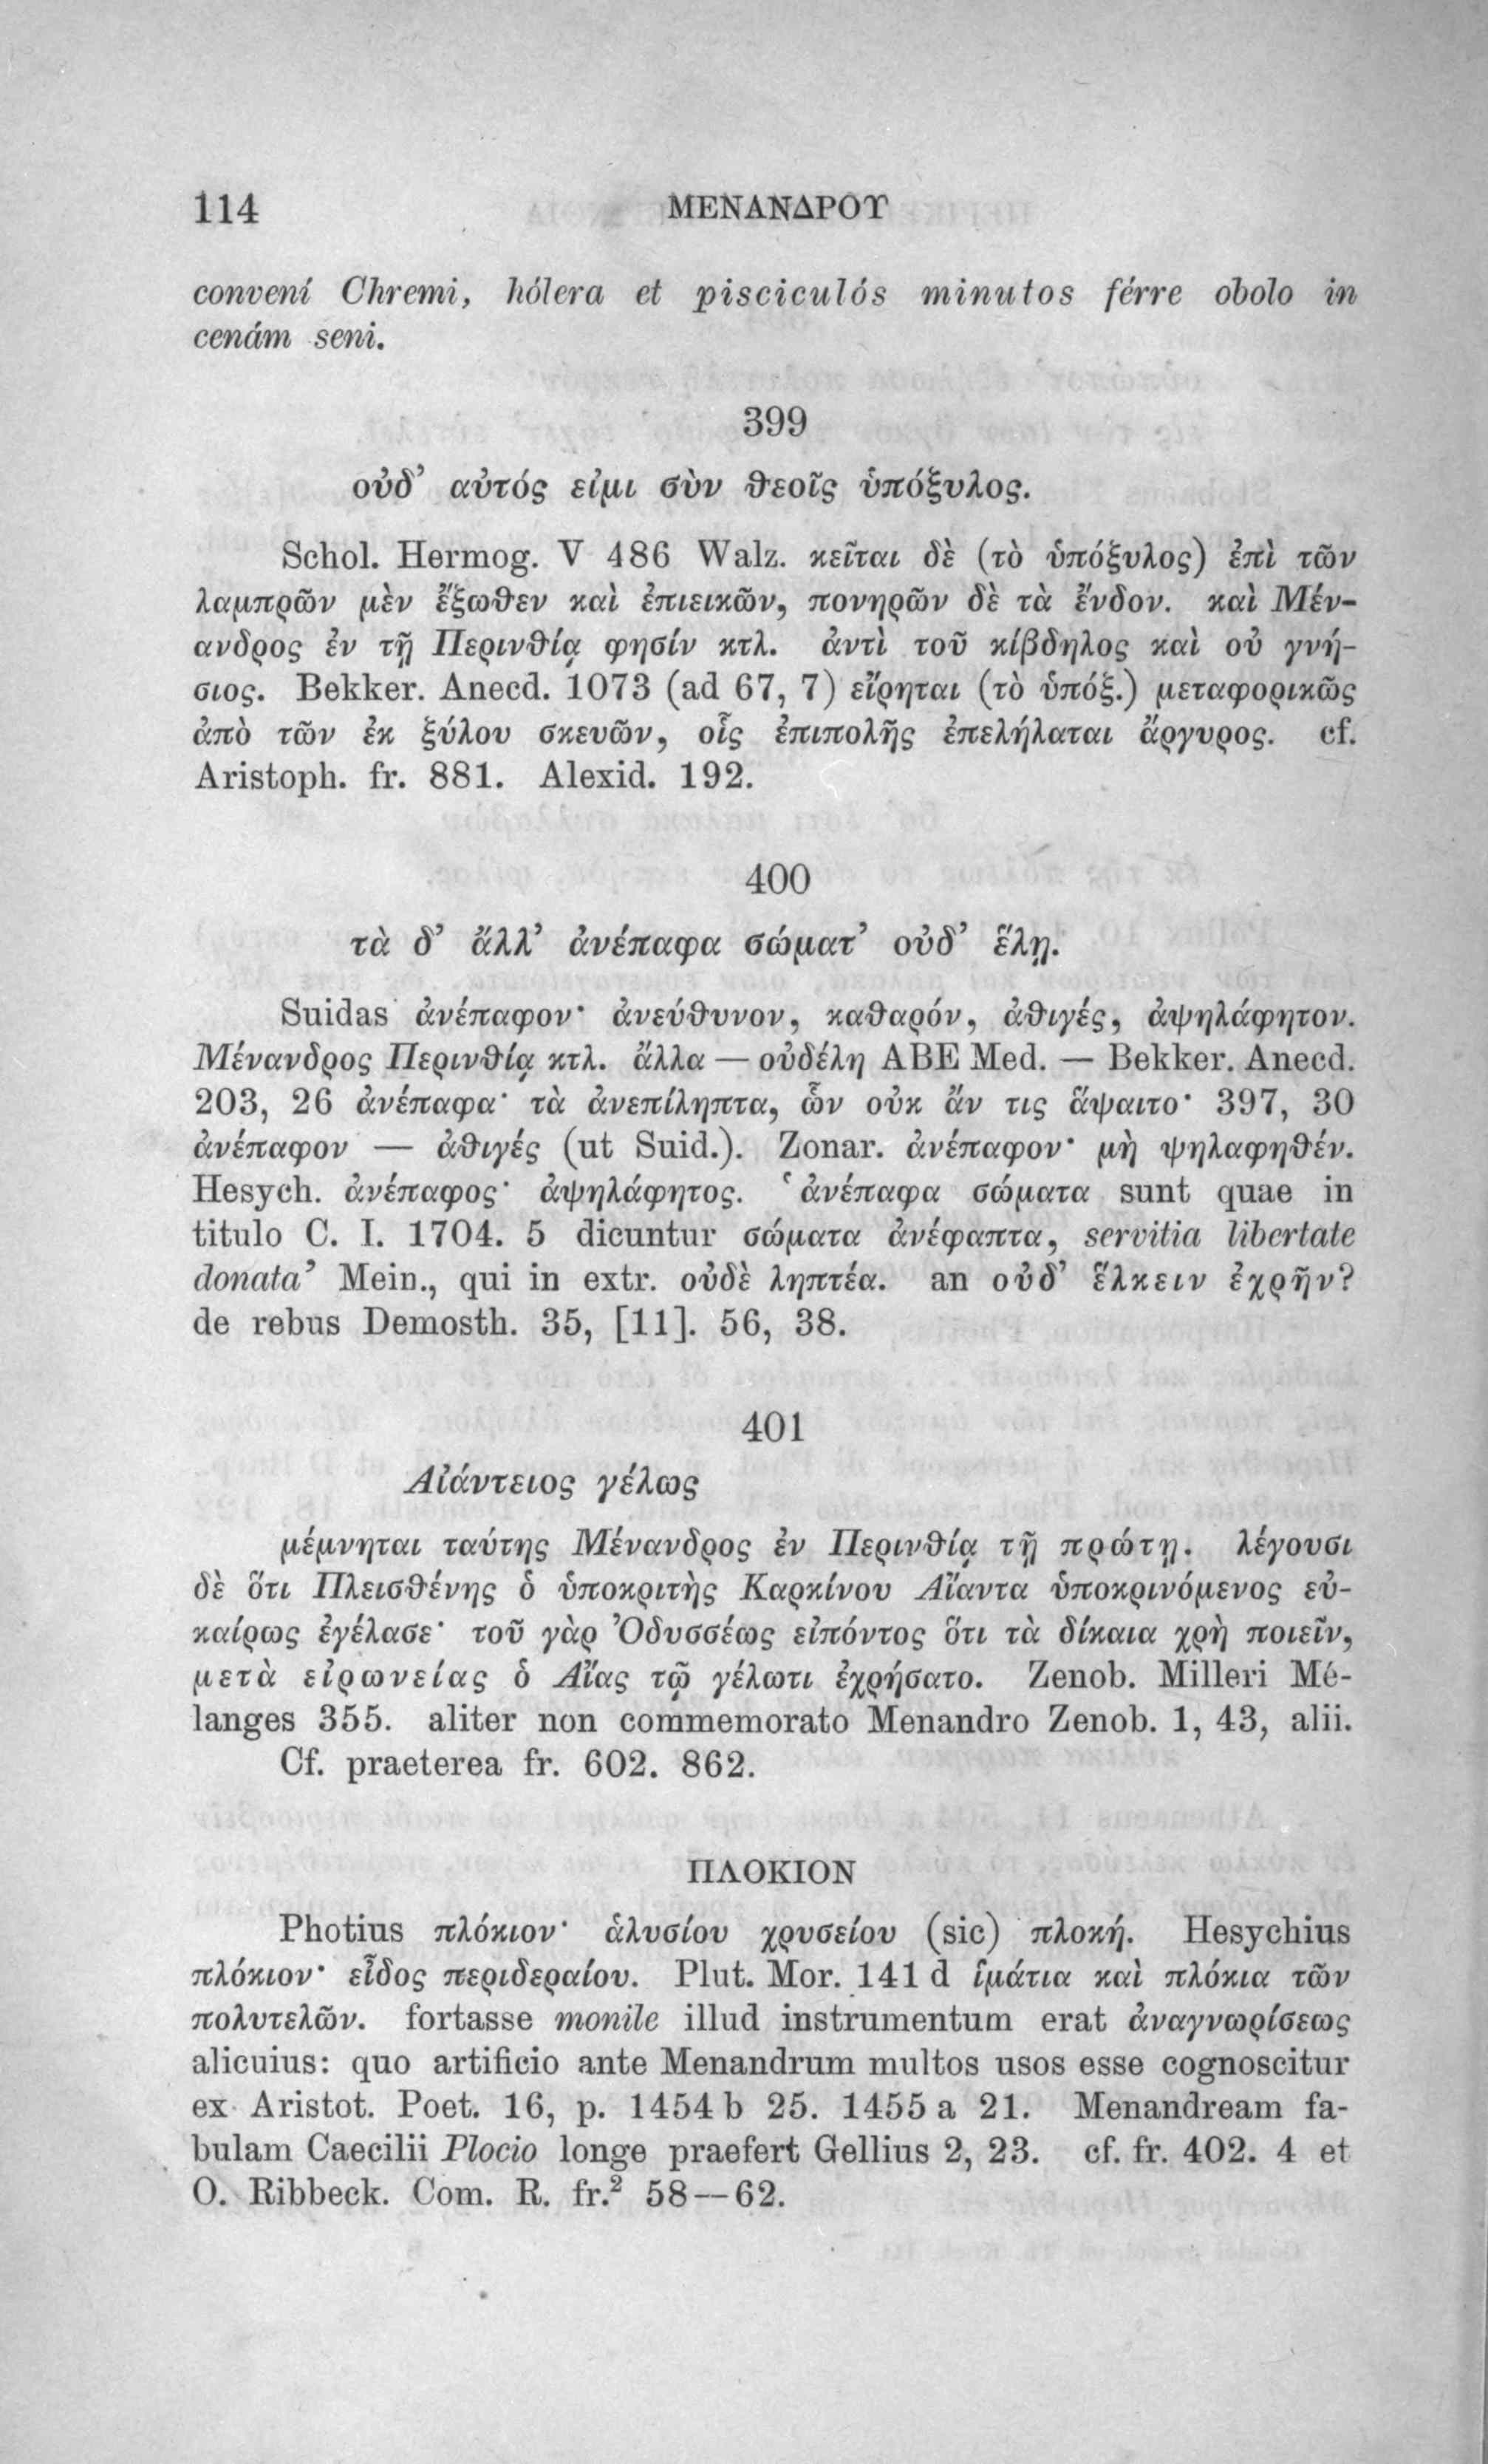 114 ΜΕΝΑΝΔΡΟΥ
convení Chremi, hólera et pisciculós minutos férre obolo in
cenám seni.
399
οὐδ’ αὐτός εἰμι σὺν θεοῖς ὑπόξυλος.
Schol. Hermog. V 486 Walz. κεῖται δὲ (τὸ ὑπόξυλος) ἐπὶ τῶν
λαμπρῶν μὲν ἔξωθεν καὶ ἐπιεικῶν, πονηρῶν δὲ τὰ ἔνδον. καὶ Μέν-
ανδρος ἐν τῇ Περινθίᾳ φησίν κτλ. ἀντὶ τοῦ κίβδηλος καὶ οὐ γνή-
σιος. Bekker. Anecd. 1073 (ad 67, 7) εἴρηται (τὸ ὑπόξ.) μεταφορικῶς
ἀπὸ τῶν ἐκ ξύλου σκευῶν, οἷς ἐπιπολῆς ἐπελήλαται ἄργυρος. cf.
Aristoph. fr. 881. Alexid. 192.
400
τὰ δ’ ἄλλ’ ἀνέπαφα σώματ’ οὐδ’ ἕλῃ.
Suidas ἀνέπαφον· ἀνεύθυνον, καθαρόν, ἀθιγές, ἀψηλάφητον.
Μένανδρος Περινθίᾳ κτλ. ἄλλα — οὐδέλη ABE Med. — Bekker. Anecd.
203, 26 ἀνέπαφα· τὰ ἀνεπίληπτα, ὧν οὐκ ἄν τις ἅψαιτο· 397, 30
ἀνέπαφον — ἀθιγές (ut Suid.). Zonar. ἀνέπαφον· μὴ ψηλαφηθέν.
Hesych. ἀνέπαφος· ἀψηλάφητος. ‘ἀνέπαφα σώματα sunt quae in
titulo C. I. 1704. 5 dicuntur σώματα ἀνέφαπτα, servitia libertate
donata’ Mein., qui in extr. οὐδὲ ληπτέα. an οὐδ’ ἕλκειν ἐχρῆν?
de rebus Demosth. 35, [11]. 56, 38.
401
Αἰάντειος γέλως
μέμνηται ταύτης Μένανδρος ἐν Περινθίᾳ τῇ πρώτῃ. λέγουσι
δὲ ὅτι Πλεισθένης ὁ ὑποκριτὴς Καρκίνου Αἴαντα ὑποκρινόμενος εὐ-
καίρως ἐγέλασε· τοῦ γὰρ Ὀδυσσέως εἰπόντος ὅτι τὰ δίκαια χρὴ ποιεῖν,
μετὰ εἰρωνείας ὁ Αἴας τῷ γέλωτι ἐχρήσατο. Zenob. Milleri Mé-
langes 355. aliter non commemorato Menandro Zenob. 1, 43, alii.
Cf. praeterea fr. 602. 862.
ΠΛΟΚΙΟΝ
Photius πλόκιον· ἁλυσίου χρυσείου (sic) πλοκή. Hesychius
πλόκιον· εἶδος περιδεραίου. Plut. Mor. 141 d ἱμάτια καὶ πλόκια τῶν
πολυτελῶν. fortasse monile illud instrumentum erat ἀναγνωρίσεως
alicuius: quo artificio ante Menandrum multos usos esse cognoscitur
ex Aristot. Poet. 16, p. 1454 b 25. 1455 a 21. Menandream fa-
bulam Caecilii Plocio longe praefert Gellius 2, 23. cf. fr. 402. 4 et
O. Ribbeck. Com. R. fr.² 58—62.